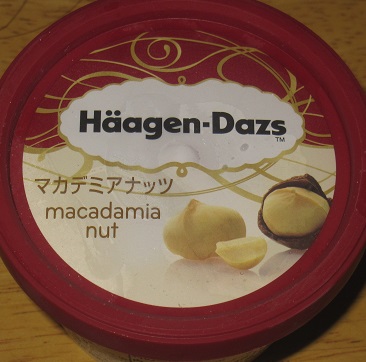 Häagen-Dazs
TM
マカデミアナッツ
macadamia
nut